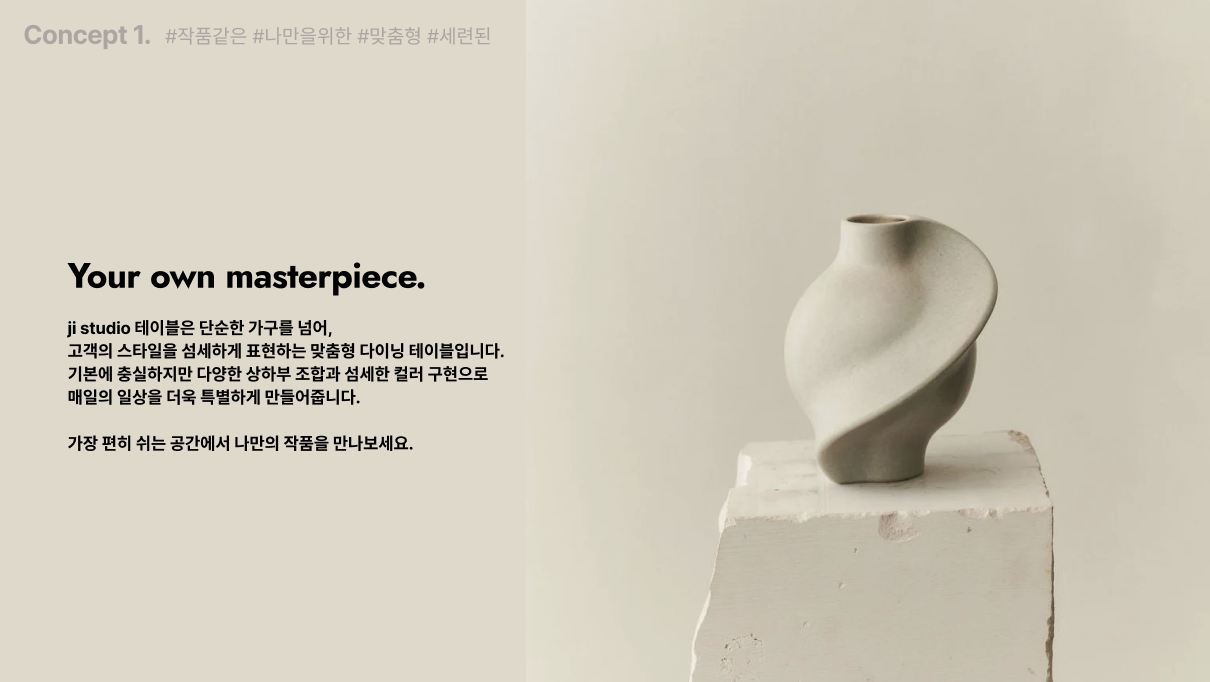 Concept 1. #작품같은 #나만을위한 #맞춤형 #세련된
Your own masterpiece.
ji studio 테이블은 단순한 가구를 넘어,
고객의 스타일을 섬세하게 표현하는 맞춤형 다이닝 테이블입니다.
기본에 충실하지만 다양한 상하부 조합과 섬세한 컬러 구현으로
매일의 일상을 더욱 특별하게 만들어줍니다.
가장 편히 쉬는 공간에서 나만의 작품을 만나보세요.